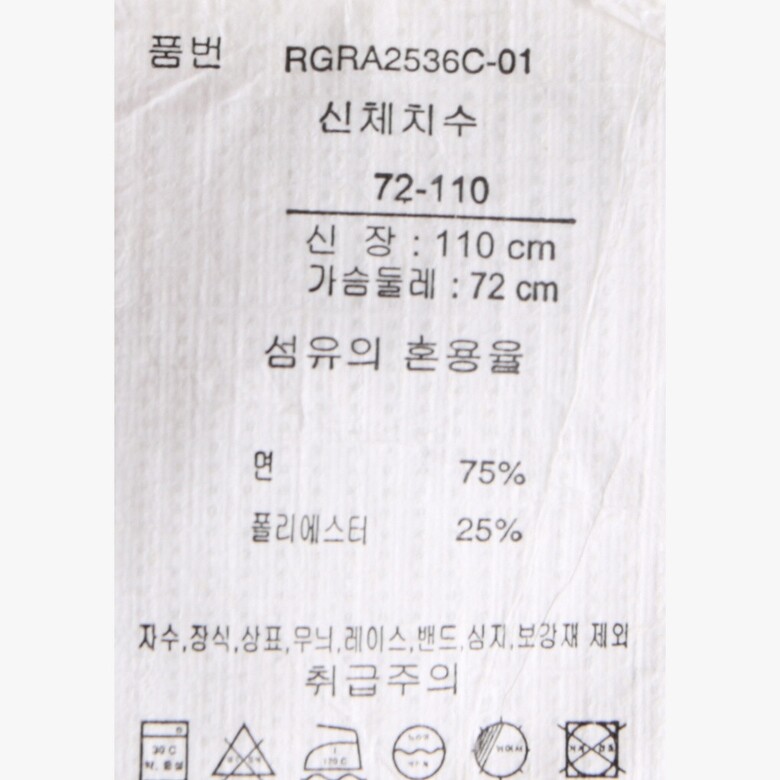 품번 RGRA2536C-01
신체치수
72-110
신 장 : 110 cm
가슴둘레 : 72 cm
섬유의 혼용율
면 75%
폴리에스터 25%
자수,장식,상표,무늬,레이스,밴드,심지,보강재 제외
취급주의